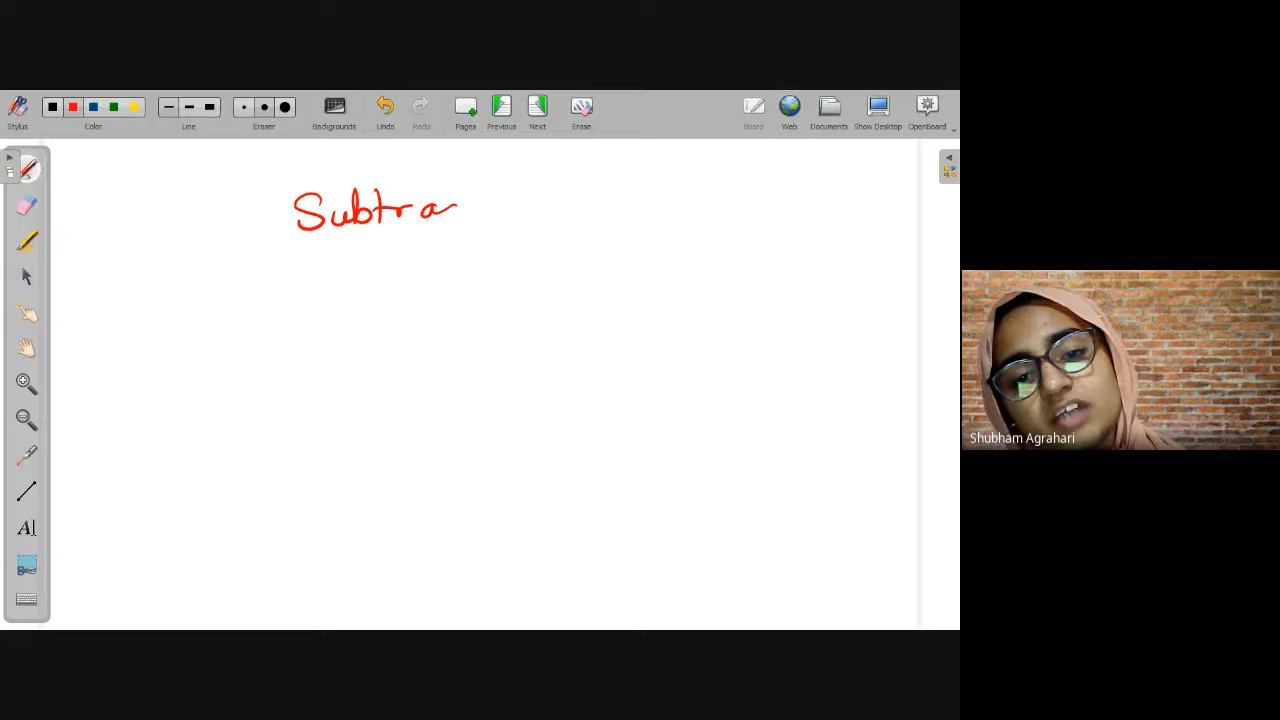 Stylus
Color
Line
Eraser
Backgrounds
Undo
Redo
Pages
Previous
Next
Erase
Board
Web
Documents
Show Desktop
OpenBoard
Subtra
A
Shubham Agrahari